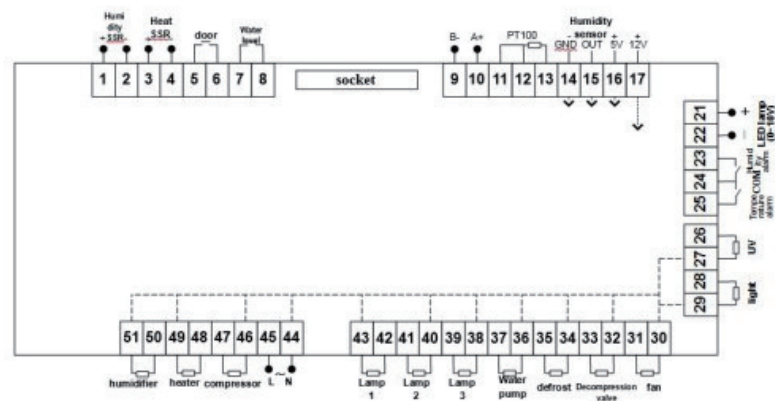 Humi
dity
+ SSR -
Heat
SSR
+ -
door
Water
level
B-
A+
PT100
Humidity
sensor
-
GND
OUT
+
5V
+
12V
1 2 3 4 5 6 7 8
socket
9 10 11 12 13 14 15 16 17
21
22
23
24
25
26
27
28
29
+
-
LED lamp
(0~10V)
Humid
ity
alarm
COM
Tempe
rature
alarm
UV
light
51 50 49 48 47 46 45 44
43 42 41 40 39 38 37 36 35 34 33 32 31 30
humidifier
heater
compressor
L ~ N
Lamp
1
Lamp
2
Lamp
3
Water
pump
defrost
Decompression
valve
fan